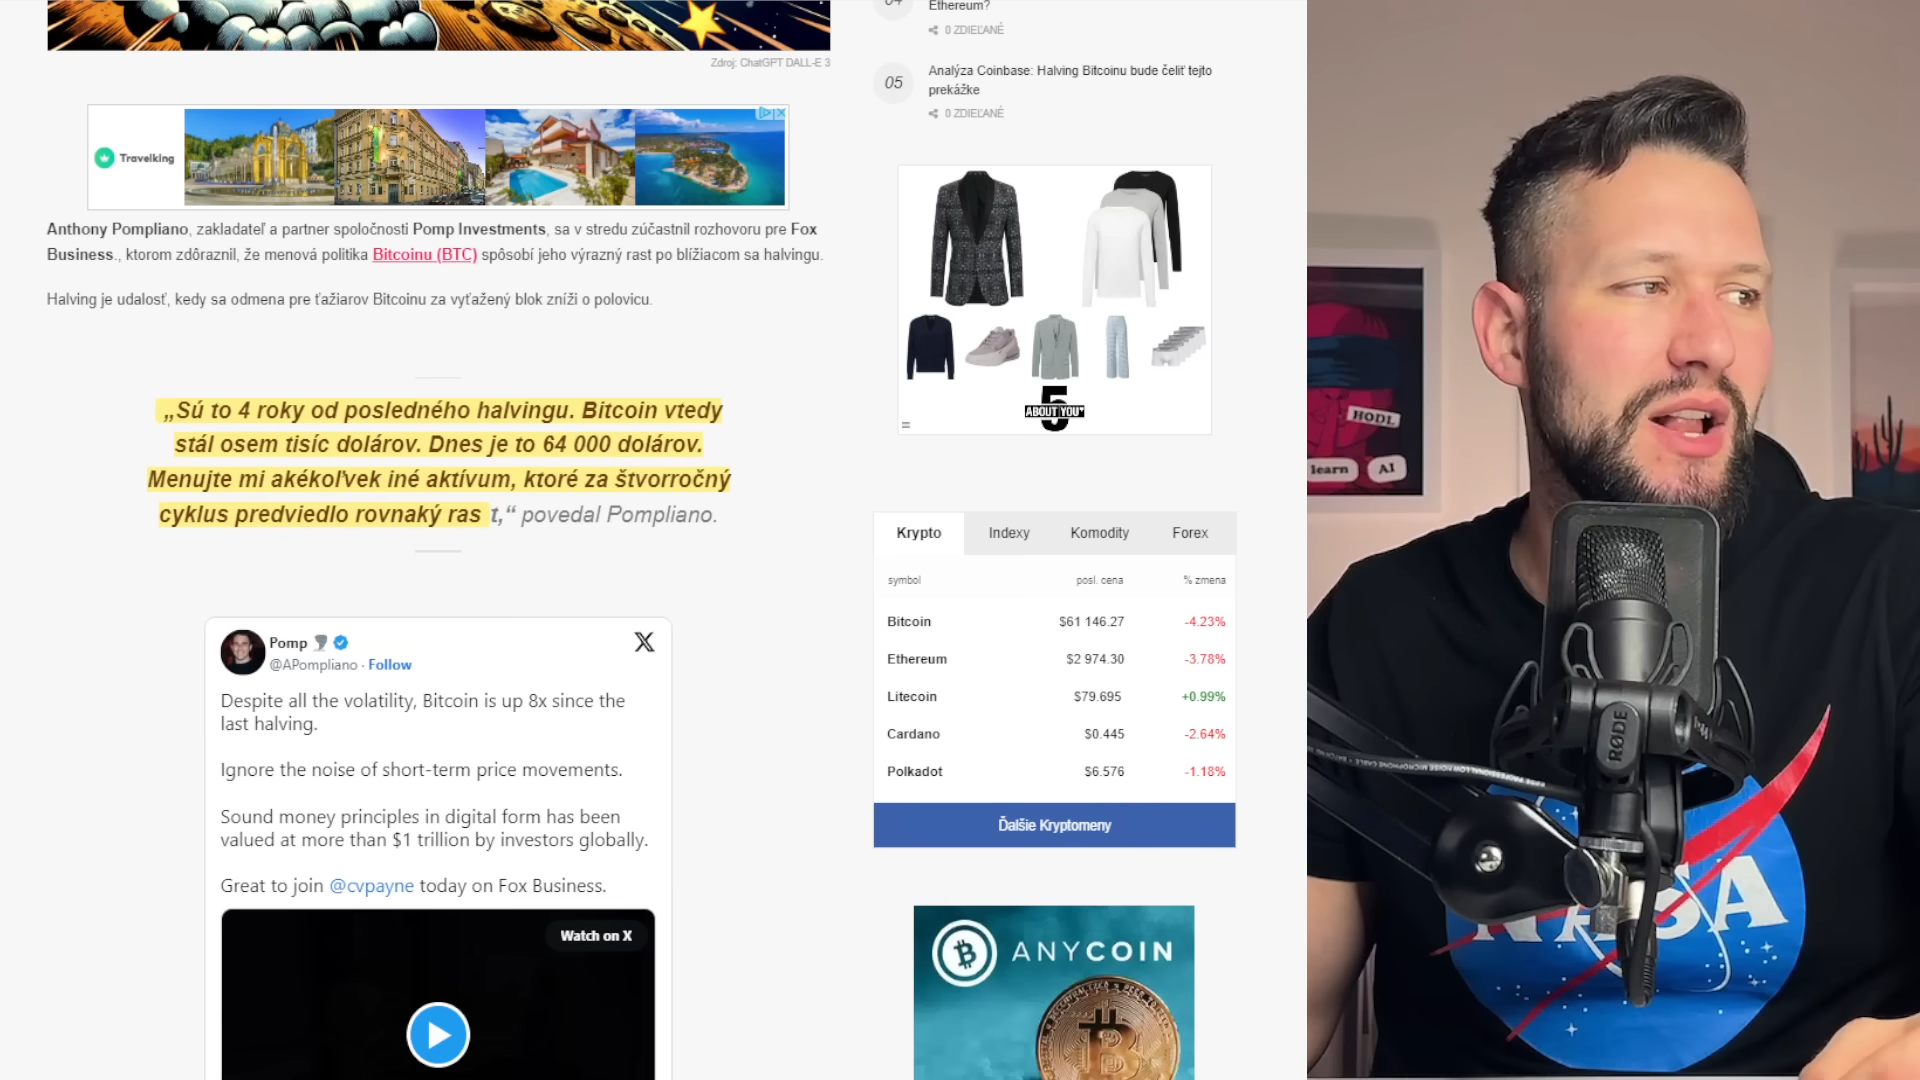 Zdroj: ChatGPT DALL-E 3
Travelking
Anthony Pompliano, zakladateľ a partner spoločnosti Pomp Investments, sa v stredu zúčastnil rozhovoru pre Fox
Business., ktorom zdôraznil, že menová politika Bitcoinu (BTC) spôsobí jeho výrazný rast po blížiacom sa halvingu.
Halving je udalosť, kedy sa odmena pre ťažiarov Bitcoinu za vyťažený blok zníži o polovicu.
„Sú to 4 roky od posledného halvingu. Bitcoin vtedy
stál osem tisíc dolárov. Dnes je to 64 000 dolárov.
Menujte mi akékoľvek iné aktívum, ktoré za štvorročný
cyklus predviedlo rovnaký ras t,“ povedal Pompliano.
Pomp
@APompliano · Follow
X
Despite all the volatility, Bitcoin is up 8x since the
last halving.
Ignore the noise of short-term price movements.
Sound money principles in digital form has been
valued at more than $1 trillion by investors globally.
Great to join @cvpayne today on Fox Business.
Watch on X
04
Ethereum?
0 ZDIEĽANÉ
05
Analýza Coinbase: Halving Bitcoinu bude čeliť tejto
prekážke
0 ZDIEĽANÉ
5
ABOUT YOU°
Krypto Indexy Komodity Forex
symbol posl. cena % zmena
Bitcoin $61 146.27 -4.23%
Ethereum $2 974.30 -3.78%
Litecoin $79.695 +0.99%
Cardano $0.445 -2.64%
Polkadot $6.576 -1.18%
Ďalšie Kryptomeny
ANYCOIN
HODL
learn
AI
RØDE
NASA